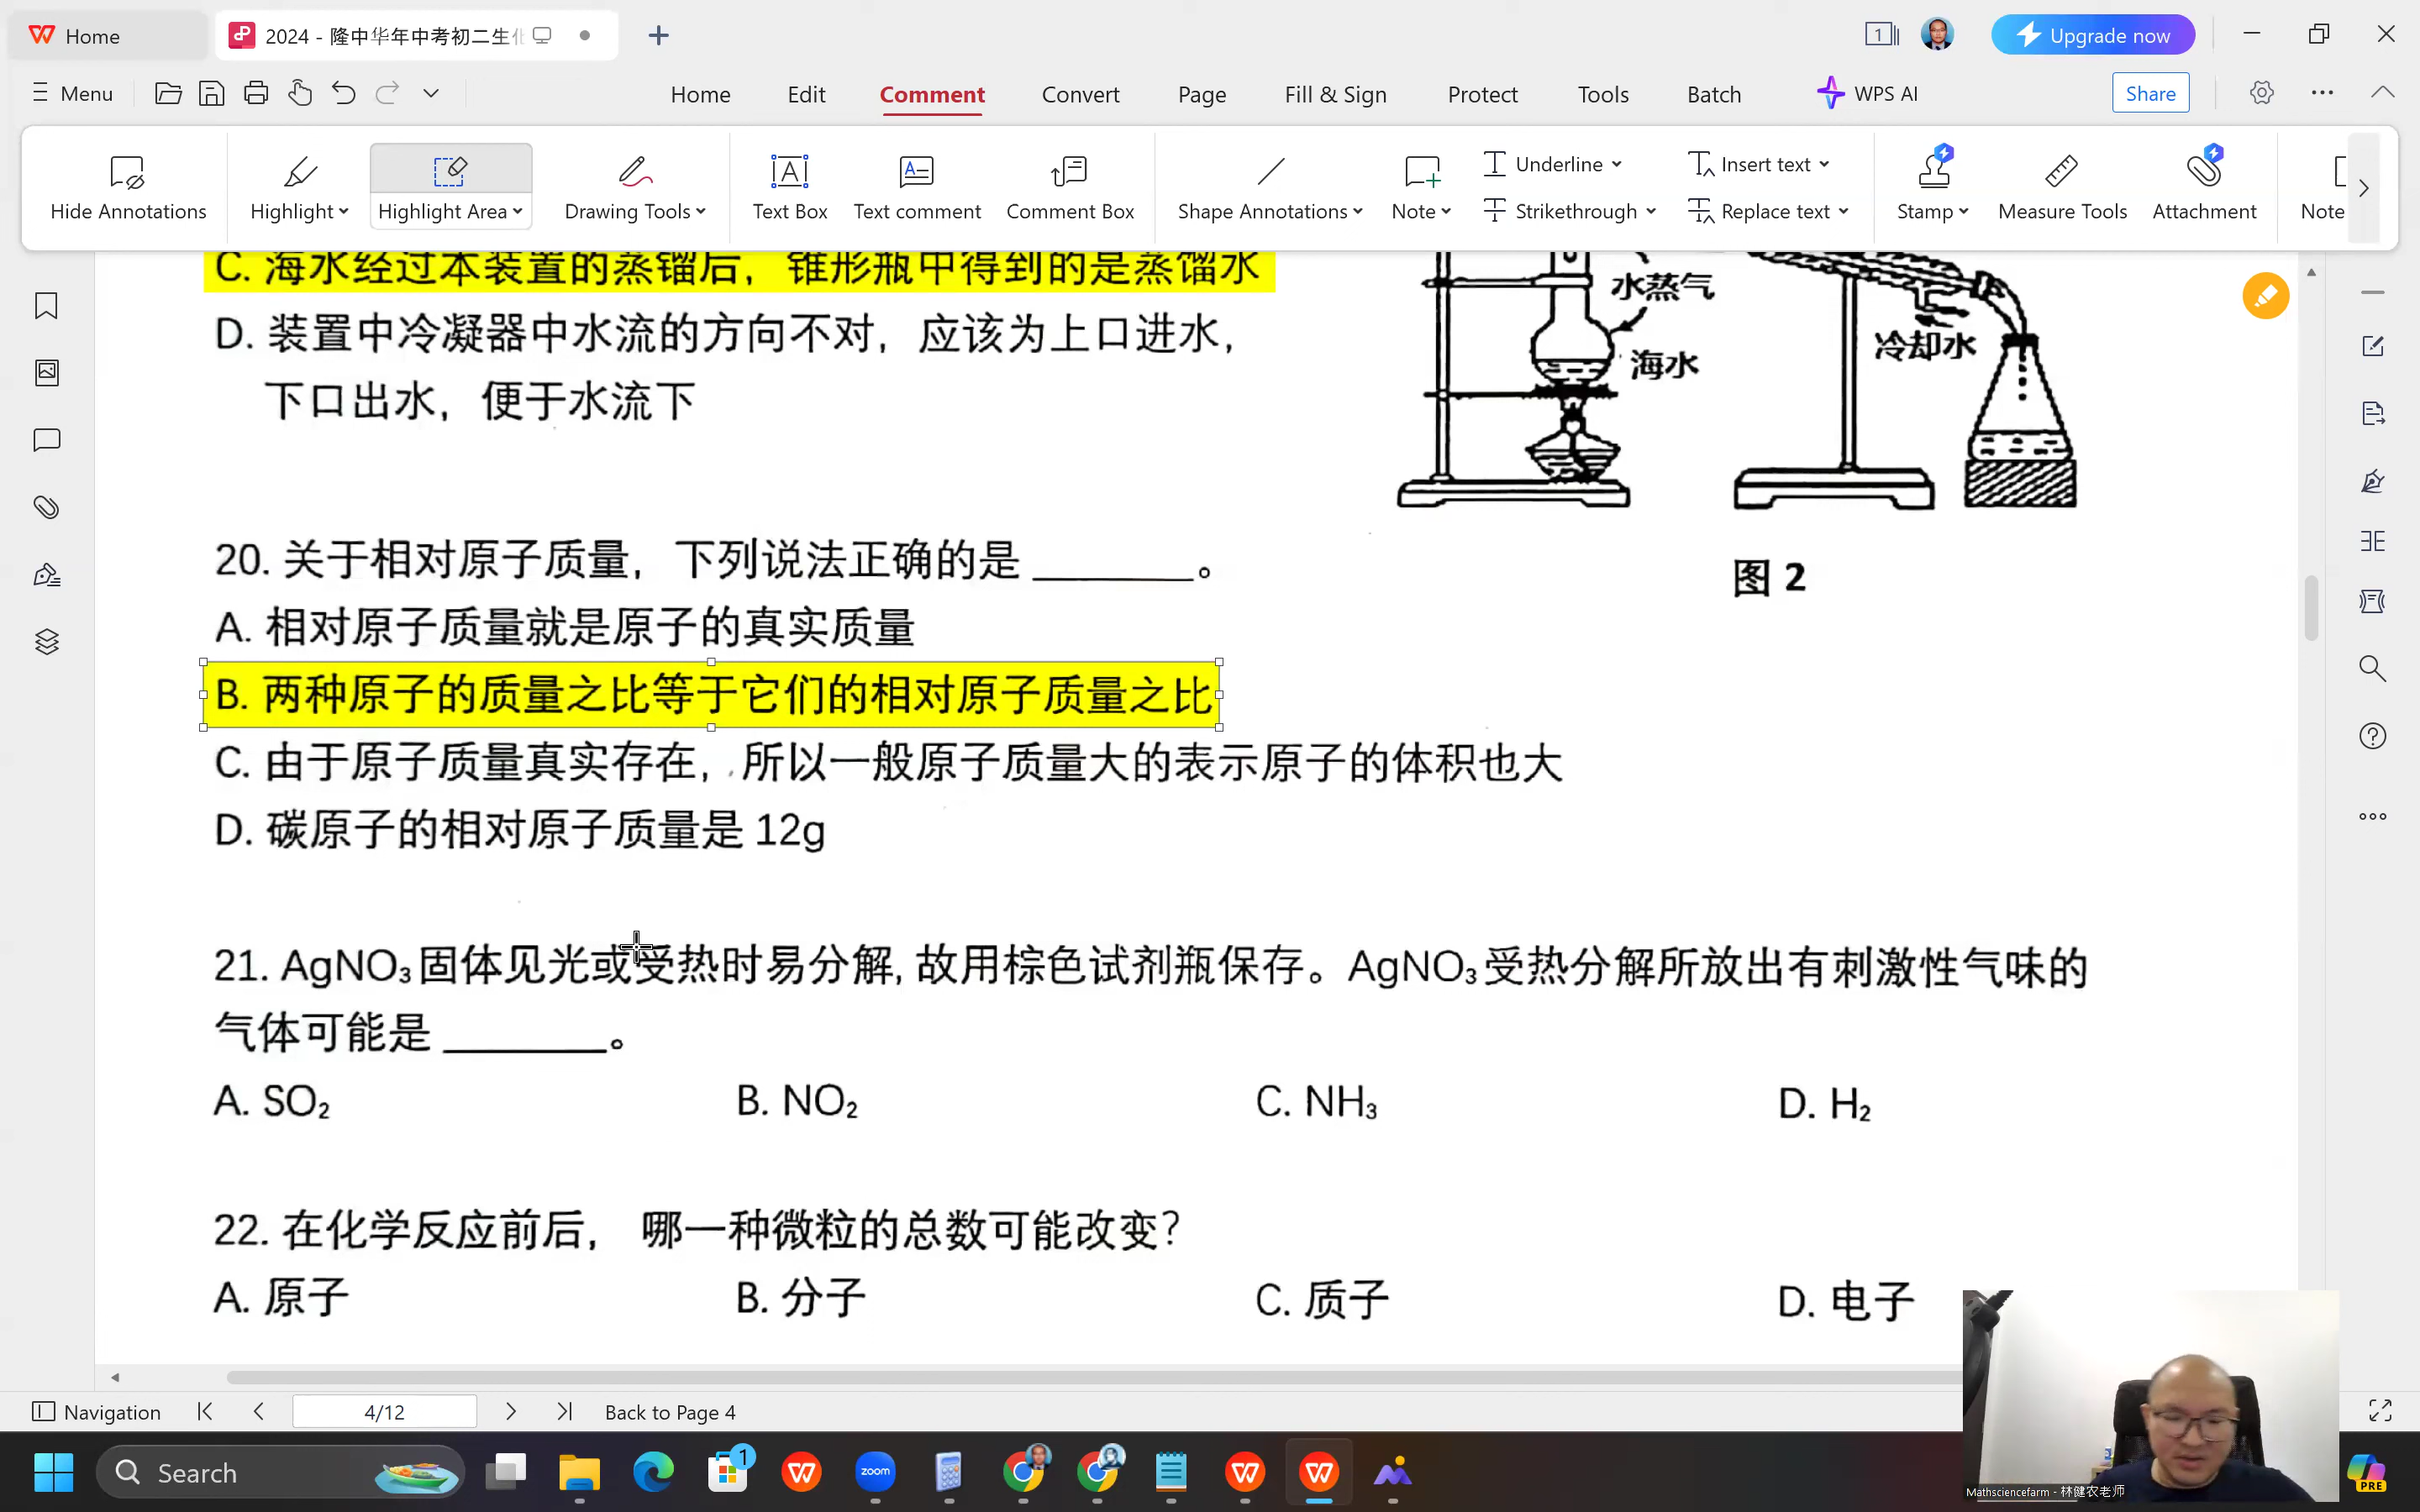 Home
2024 - 隆中华年中考初二生化
1
Upgrade now
Menu
Home Edit Comment Convert Page Fill & Sign Protect Tools Batch WPS AI
Share
Hide Annotations Highlight Highlight Area Drawing Tools Text Box Text comment Comment Box Shape Annotations Note Underline Strikethrough Insert text Replace text Stamp Measure Tools Attachment Note
C. 海水经过本装置的蒸镏后，锥形瓶中得到的是蒸馏水
D. 装置中冷凝器中水流的方向不对，应该为上口进水，
下口出水，便于水流下
水蒸气
海水
冷却水
图 2
20. 关于相对原子质量，下列说法正确的是 ______。
A. 相对原子质量就是原子的真实质量
B. 两种原子的质量之比等于它们的相对原子质量之比
C. 由于原子质量真实存在，所以一般原子质量大的表示原子的体积也大
D. 碳原子的相对原子质量是 12g
21. AgNO₃固体见光或受热时易分解, 故用棕色试剂瓶保存。AgNO₃受热分解所放出有刺激性气味的
气体可能是 ______。
A. SO₂ B. NO₂ C. NH₃ D. H₂
22. 在化学反应前后， 哪一种微粒的总数可能改变？
A. 原子 B. 分子 C. 质子 D. 电子
Navigation 4/12 Back to Page 4
Mathsciencefarm - 林健农老师
Search
1
zoom
PRE